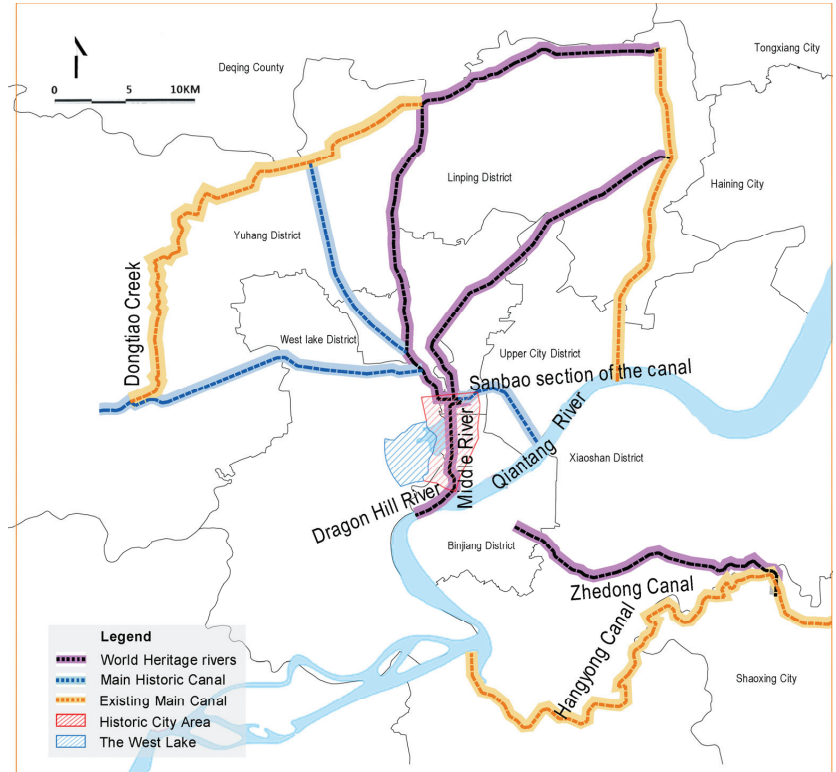 Tongxiang City
Deqing County
0 5 10KM
Linping District
Haining City
Yuhang District
Dongtiao Creek
West lake District
Upper City District
Sanbao section of the canal
Middle River
Qiantang River
Xiaoshan District
Dragon Hill River
Binjiang District
Zhedong Canal
Hangyong Canal
Shaoxing City
Legend
World Heritage rivers
Main Historic Canal
Existing Main Canal
Historic City Area
The West Lake